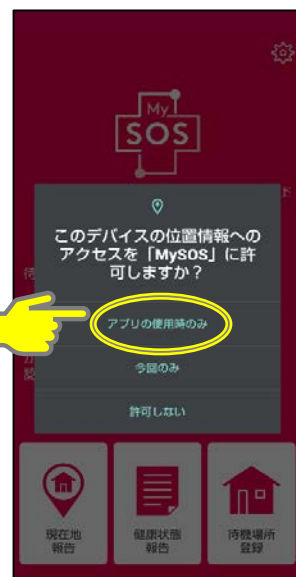 My
SOS
ド
このデバイスの位置情報への
アクセスを「MySOS」に許
可しますか？
待
アプリの使用時のみ
今回のみ
認
許可しない
現在地
報告
健康状態
報告
待機場所
登録